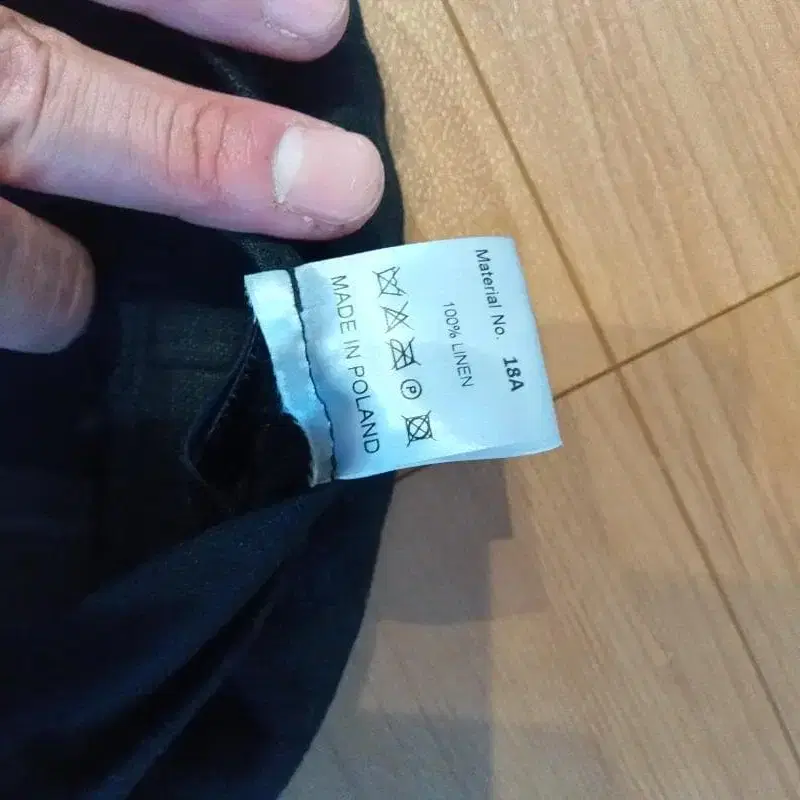 Material No. 18A
100% LINEN
P
MADE IN POLAND